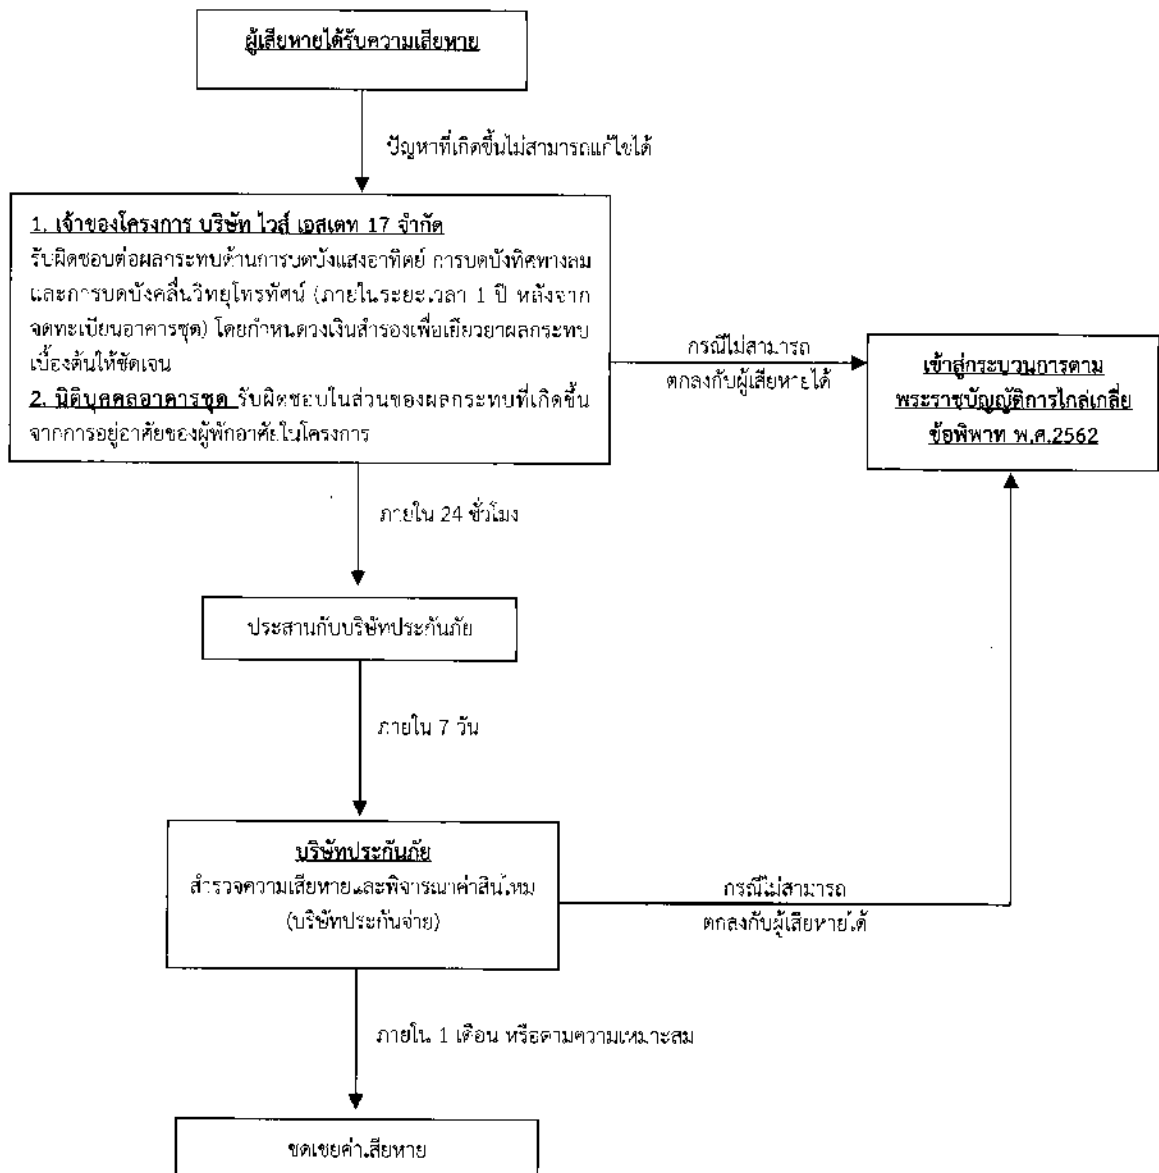 ผู้เสียหายได้รับความเสียหาย
ปัญหาที่เกิดขึ้นไม่สามารถแก้ไขได้
1. เจ้าของโครงการ บริษัท ไวส์ เอสเตท 17 จำกัด
รับผิดชอบต่อผลกระทบด้านการบดบังแสงอาทิตย์ การบดบังทิศทางลม
และการบดบังคลื่นวิทยุโทรทัศน์ (ภายในระยะเวลา 1 ปี หลังจาก
จดทะเบียนอาคารชุด) โดยกำหนดวงเงินสำรองเพื่อเยียวยาผลกระทบ
เบื้องต้นให้ชัดเจน
2. นิติบุคคลอาคารชุด รับผิดชอบในส่วนของผลกระทบที่เกิดขึ้น
จากการอยู่อาศัยของผู้พักอาศัยในโครงการ
กรณีไม่สามารถ
ตกลงกับผู้เสียหายได้
เข้าสู่กระบวนการตาม
พระราชบัญญัติการไกล่เกลี่ย
ข้อพิพาท พ.ศ.2562
ภายใน 24 ชั่วโมง
ประสานกับบริษัทประกันภัย
ภายใน 7 วัน
บริษัทประกันภัย
สำรวจความเสียหายและพิจารณาค่าสินไหม
(บริษัทประกันจ่าย)
กรณีไม่สามารถ
ตกลงกับผู้เสียหายได้
ภายใน 1 เดือน หรือตามความเหมาะสม
ชดเชยค่าเสียหาย